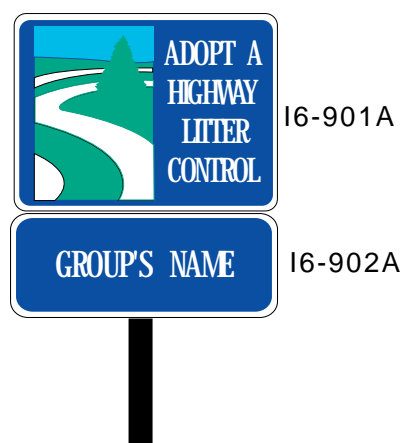 ADOPT A
HIGHWAY
LITTER
CONTROL
I6-901A
GROUP'S NAME
I6-902A